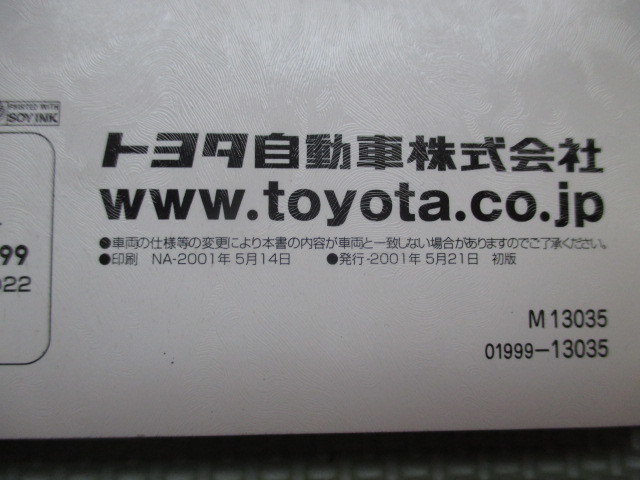 PRINTED WITH
SOY INK
トヨタ自動車株式会社
www.toyota.co.jp
●車両の仕様等の変更により本書の内容が車両と一致しない場合がありますのでご了承ください。
●印刷 NA-2001年5月14日 ●発行-2001年5月21日 初版
99
022
M13035
01999-13035